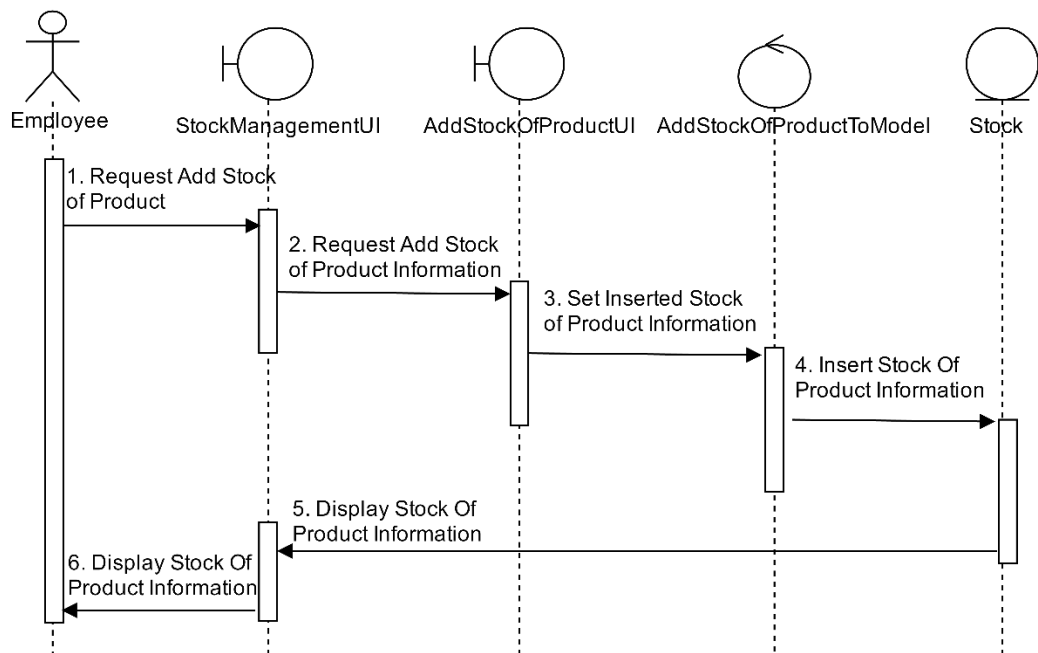 Employee
StockManagementUI
AddStockOfProductUI
AddStockOfProductToModel
Stock
1. Request Add Stock
of Product
2. Request Add Stock
of Product Information
3. Set Inserted Stock
of Product Information
4. Insert Stock Of
Product Information
5. Display Stock Of
Product Information
6. Display Stock Of
Product Information